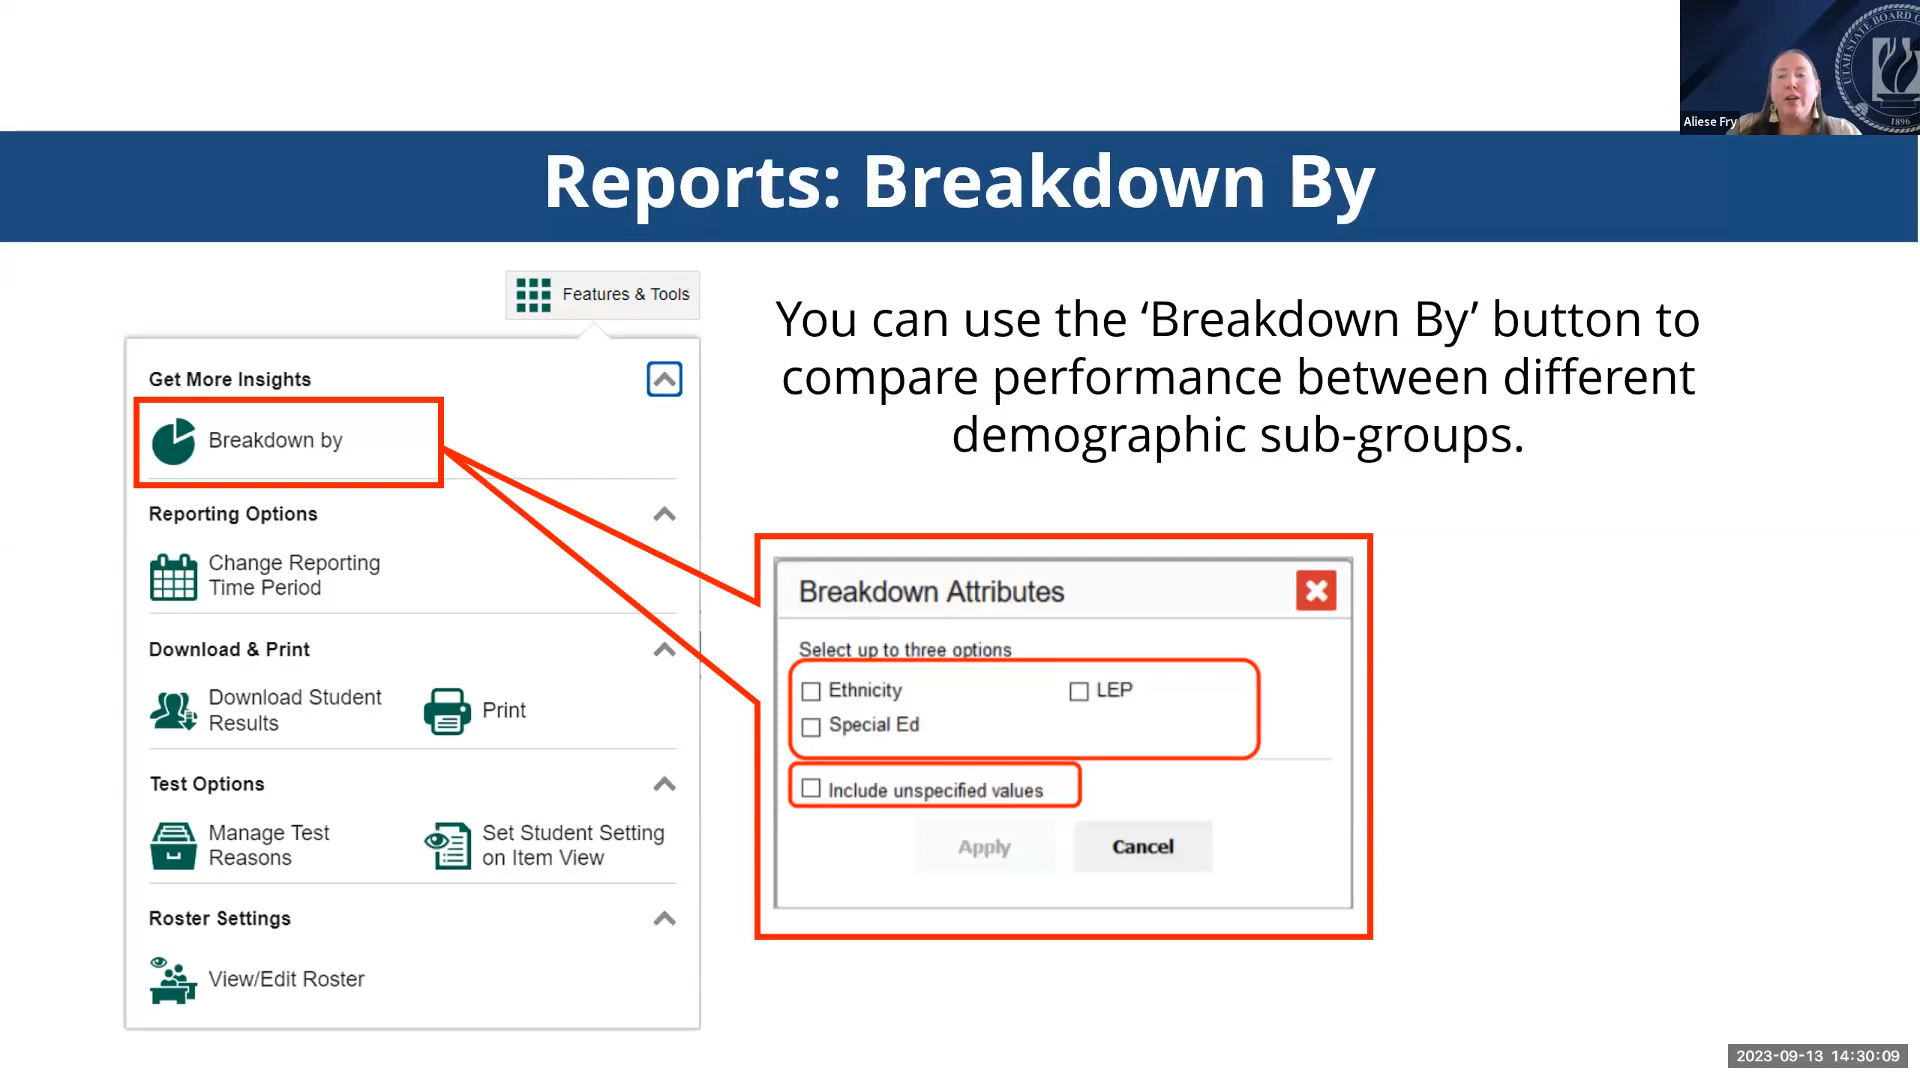 UTAH STATE BOARD
1896
Aliese Fry
Reports: Breakdown By
Features & Tools
Get More Insights
Breakdown by
Reporting Options
Change Reporting
Time Period
Download & Print
Download Student
Results
Print
Test Options
Manage Test
Reasons
Set Student Setting
on Item View
Roster Settings
View/Edit Roster
You can use the ‘Breakdown By’ button to
compare performance between different
demographic sub-groups.
Breakdown Attributes
Select up to three options
Ethnicity
LEP
Special Ed
Include unspecified values
Apply
Cancel
2023-09-13 14:30:09